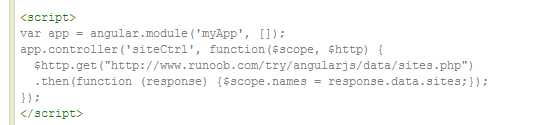 <script>
var app = angular.module('myApp', []);
app.controller('siteCtrl', function($scope, $http) {
  $http.get("http://www.runoob.com/try/angularjs/data/sites.php")
  .then(function (response) {$scope.names = response.data.sites;});
});
</script>